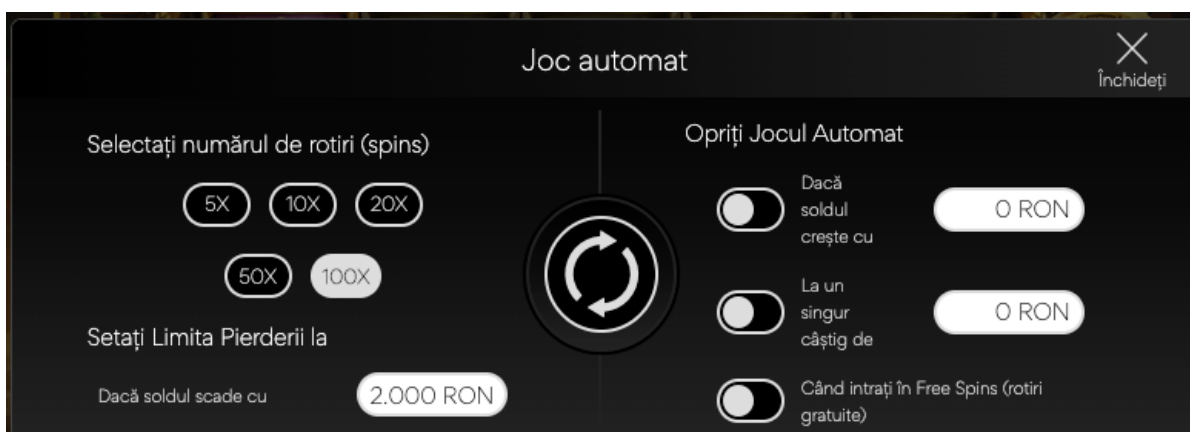 Joc automat
Închideți
Selectați numărul de rotiri (spins)
5X 10X 20X
50X 100X
Setați Limita Pierderii la
Dacă soldul scade cu 2.000 RON
Opriți Jocul Automat
Dacă
soldul
crește cu
0 RON
La un
singur
câștig de
0 RON
Când intrați în Free Spins (rotiri
gratuite)